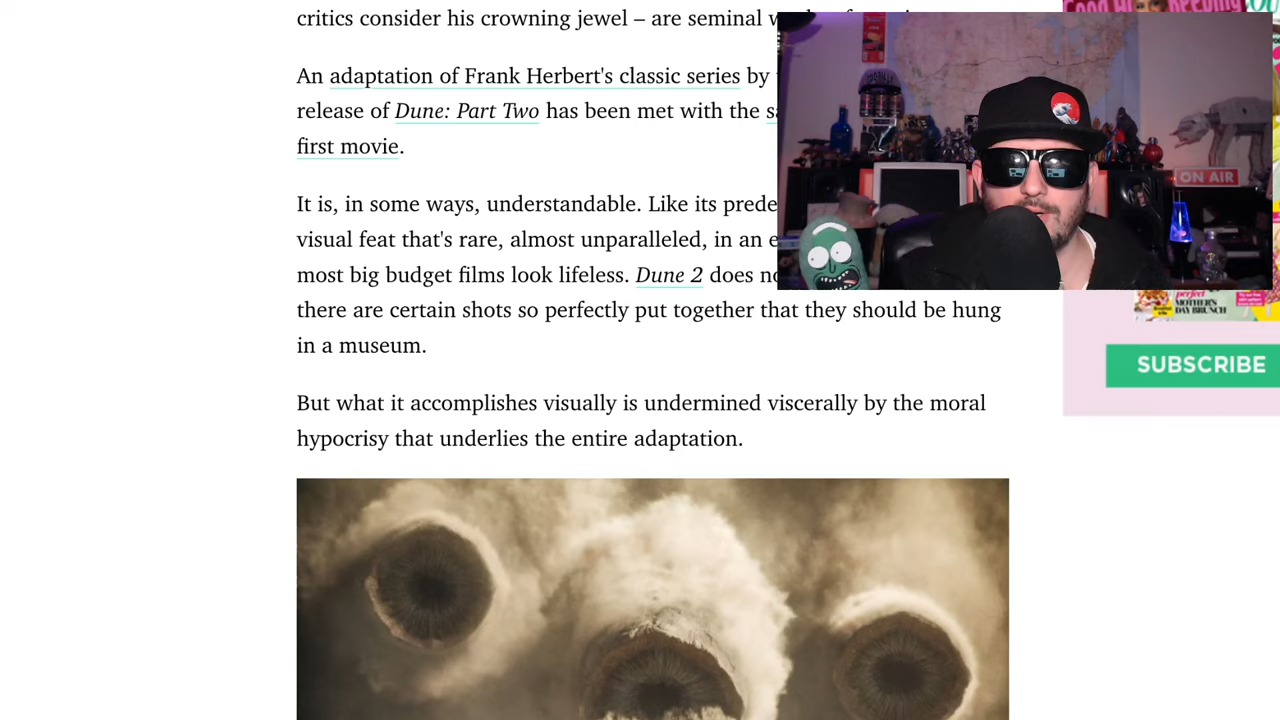 critics consider his crowning jewel – are seminal
An adaptation of Frank Herbert's classic series by
release of Dune: Part Two has been met with the
first movie.
It is, in some ways, understandable. Like its
visual feat that's rare, almost unparalleled, in an
most big budget films look lifeless. Dune 2 does
there are certain shots so perfectly put together that they should be hung
in a museum.
But what it accomplishes visually is undermined viscerally by the moral
hypocrisy that underlies the entire adaptation.
ON AIR
perfect
MOTHER'S
DAY BRUNCH
SUBSCRIBE